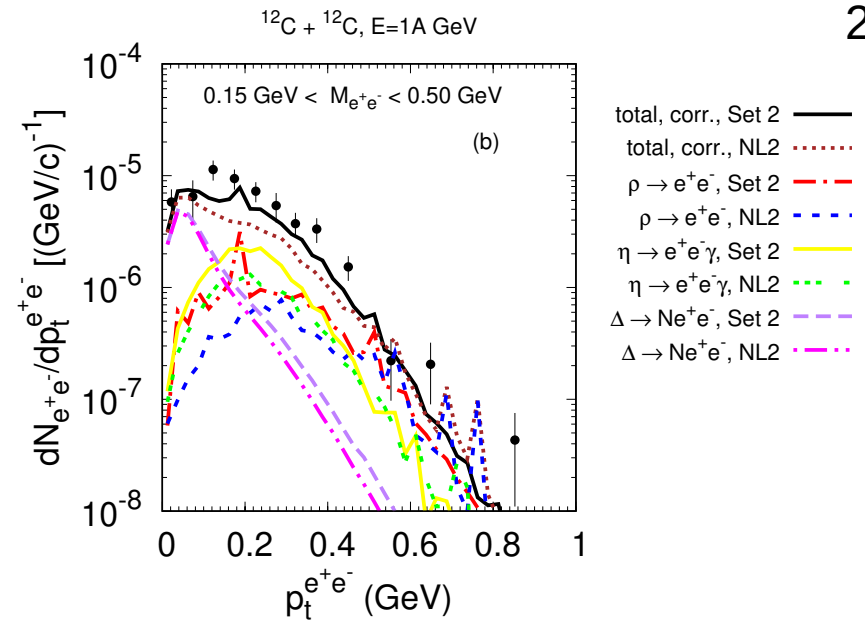 ¹²C + ¹²C, E=1A GeV
2
0.15 GeV < M_{e⁺e⁻} < 0.50 GeV
(b)
dN_{e⁺e⁻}/dp_t^{e⁺e⁻} [(GeV/c)⁻¹]
10⁻⁴
10⁻⁵
10⁻⁶
10⁻⁷
10⁻⁸
0 0.2 0.4 0.6 0.8 1
p_t^{e⁺e⁻} (GeV)
total, corr., Set 2
total, corr., NL2
ρ → e⁺e⁻, Set 2
ρ → e⁺e⁻, NL2
η → e⁺e⁻γ, Set 2
η → e⁺e⁻γ, NL2
Δ → Ne⁺e⁻, Set 2
Δ → Ne⁺e⁻, NL2